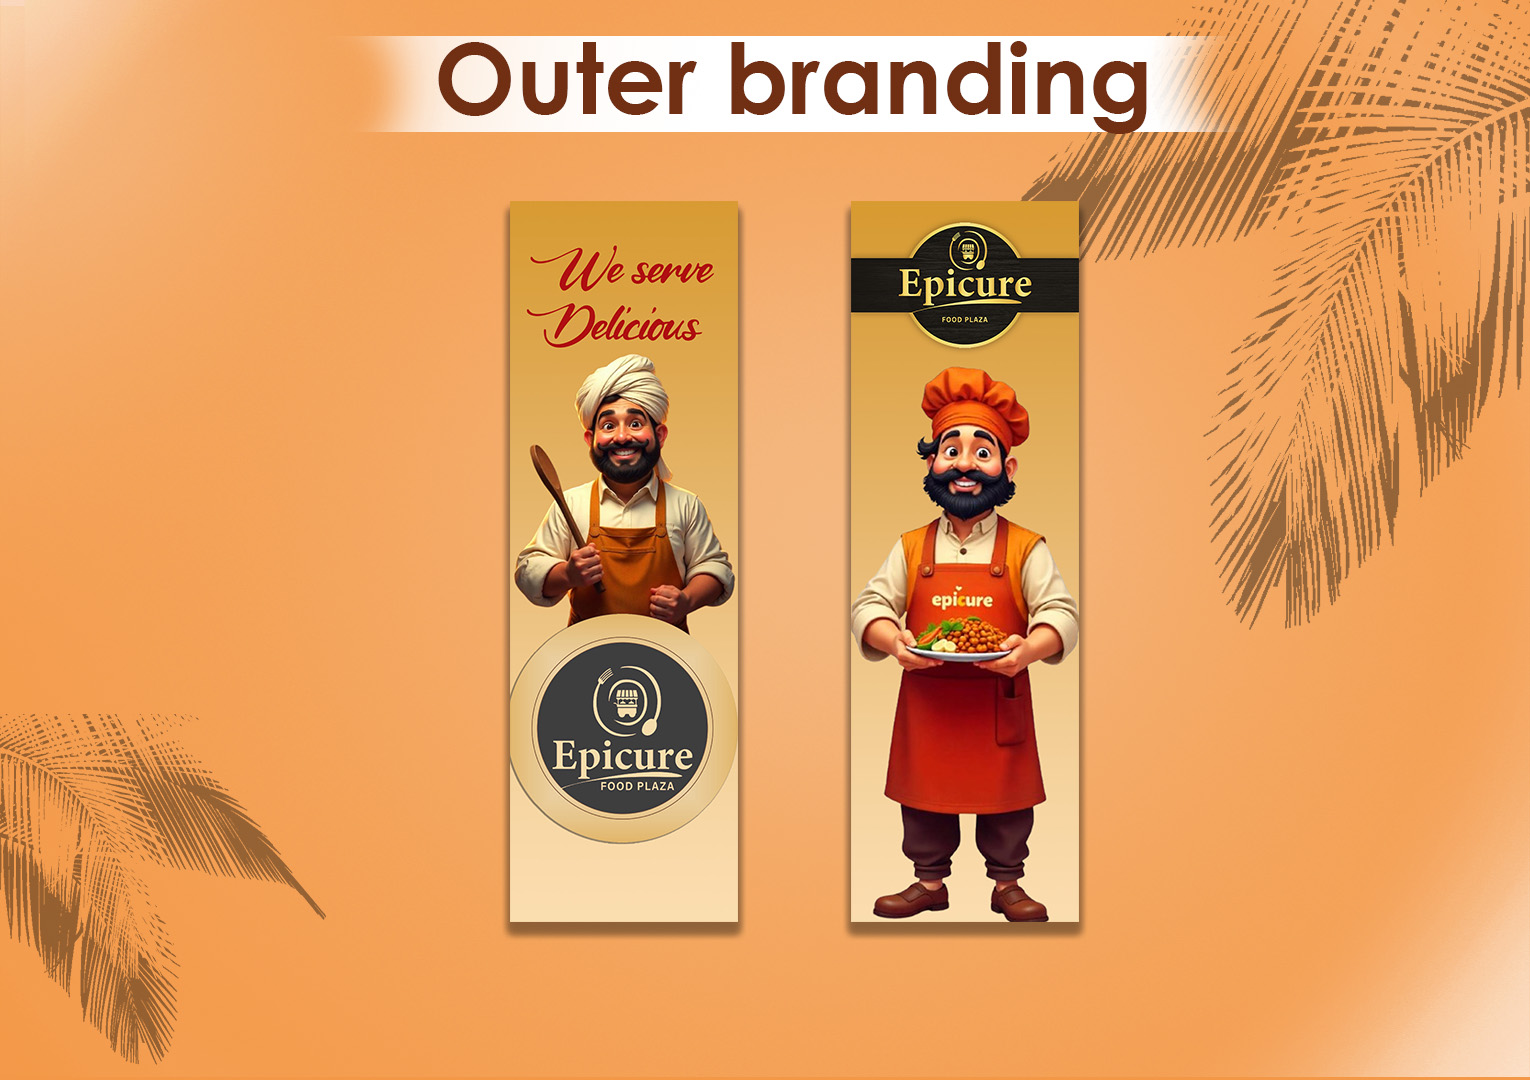 Outer branding
We serve
Delicious
Epicure
FOOD PLAZA
Epicure
FOOD PLAZA
epicure